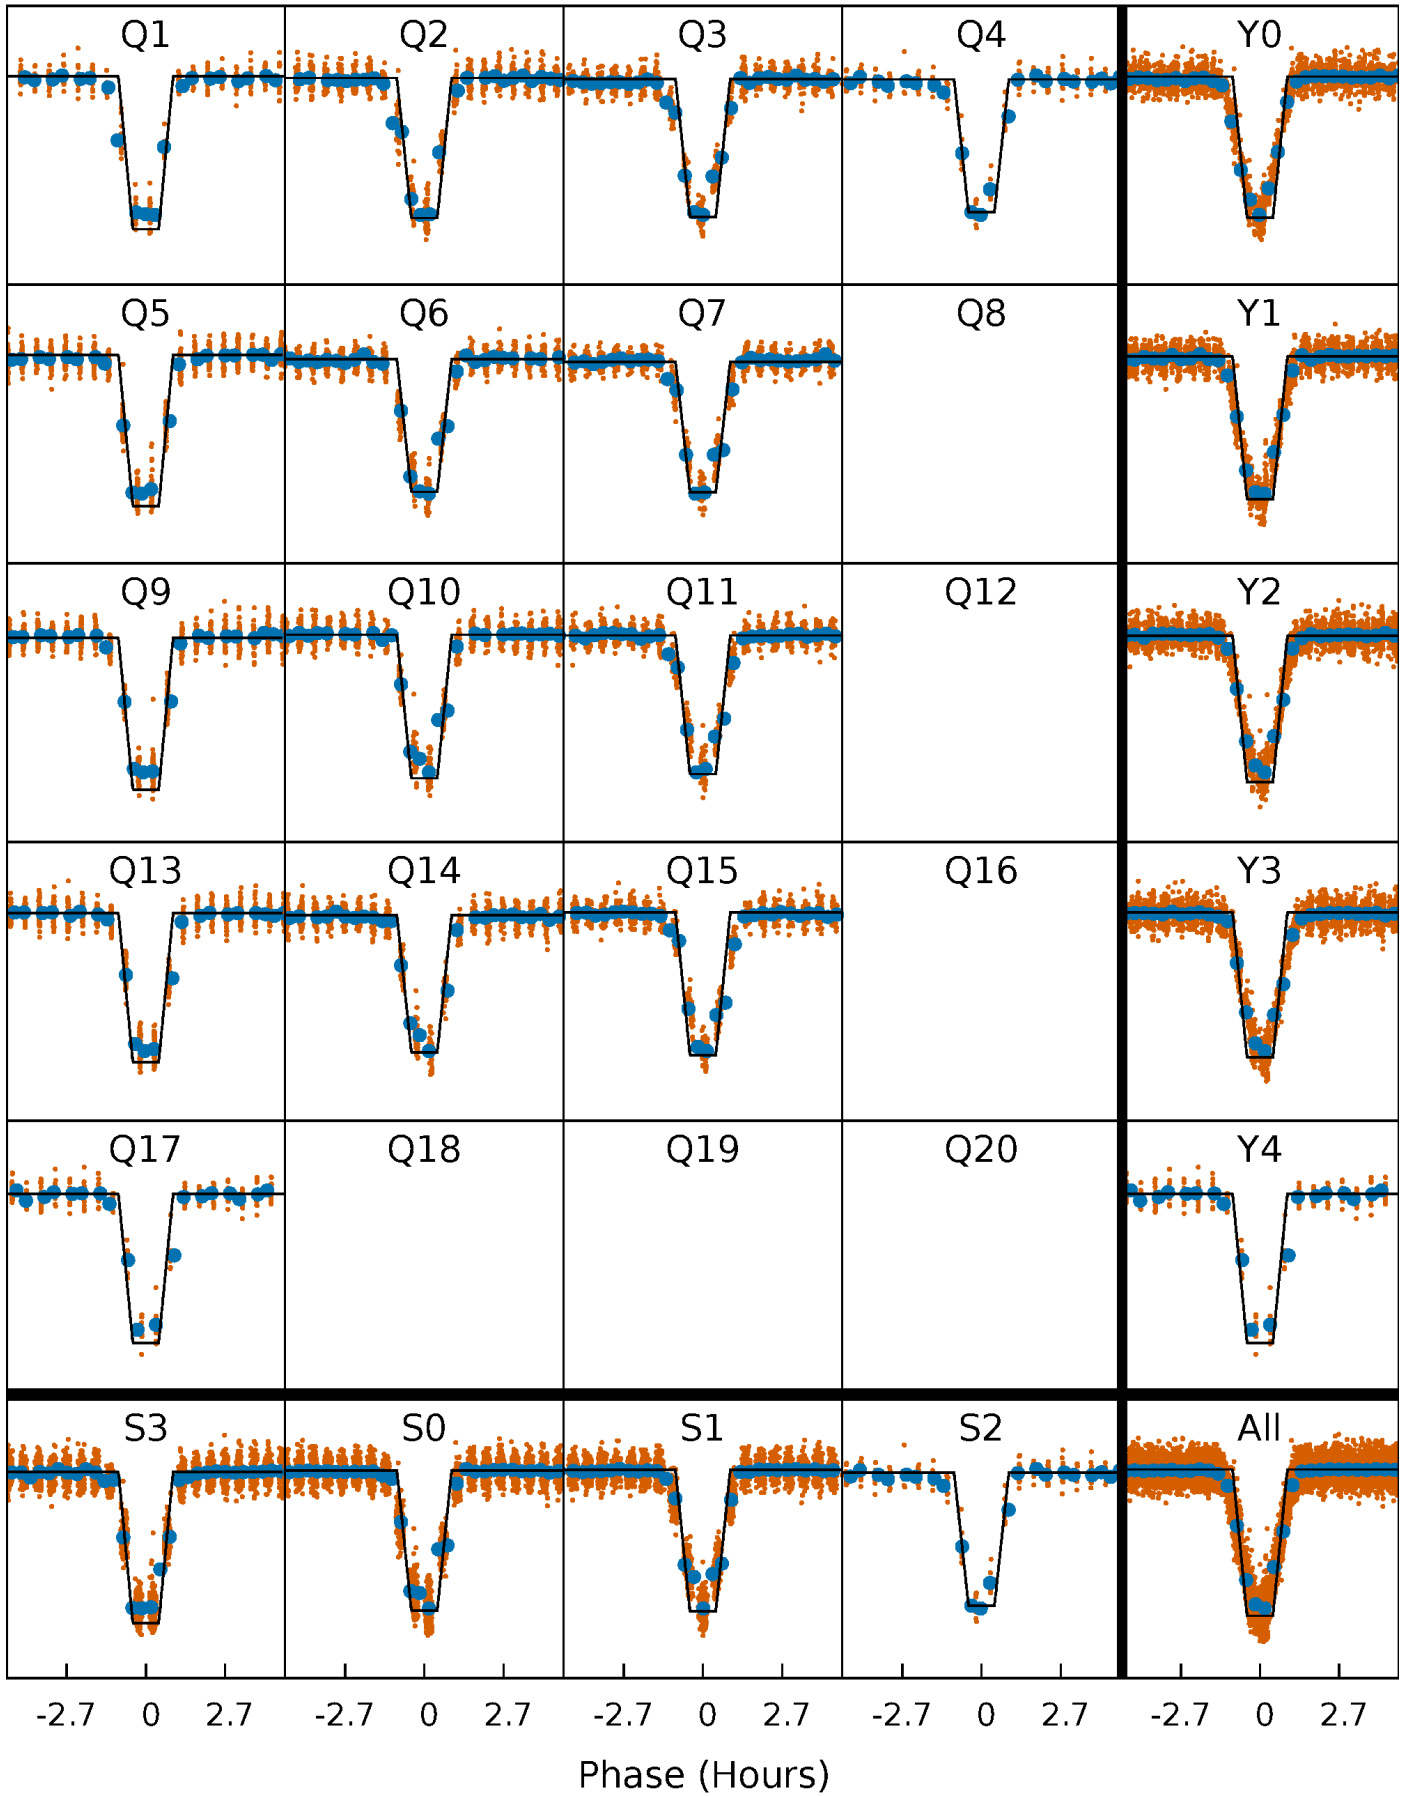 Q1 Q2 Q3 Q4 Y0
Q5 Q6 Q7 Q8 Y1
Q9 Q10 Q11 Q12 Y2
Q13 Q14 Q15 Q16 Y3
Q17 Q18 Q19 Q20 Y4
S3 S0 S1 S2 All
-2.7 0 2.7 -2.7 0 2.7 -2.7 0 2.7 -2.7 0 2.7 -2.7 0 2.7
Phase (Hours)